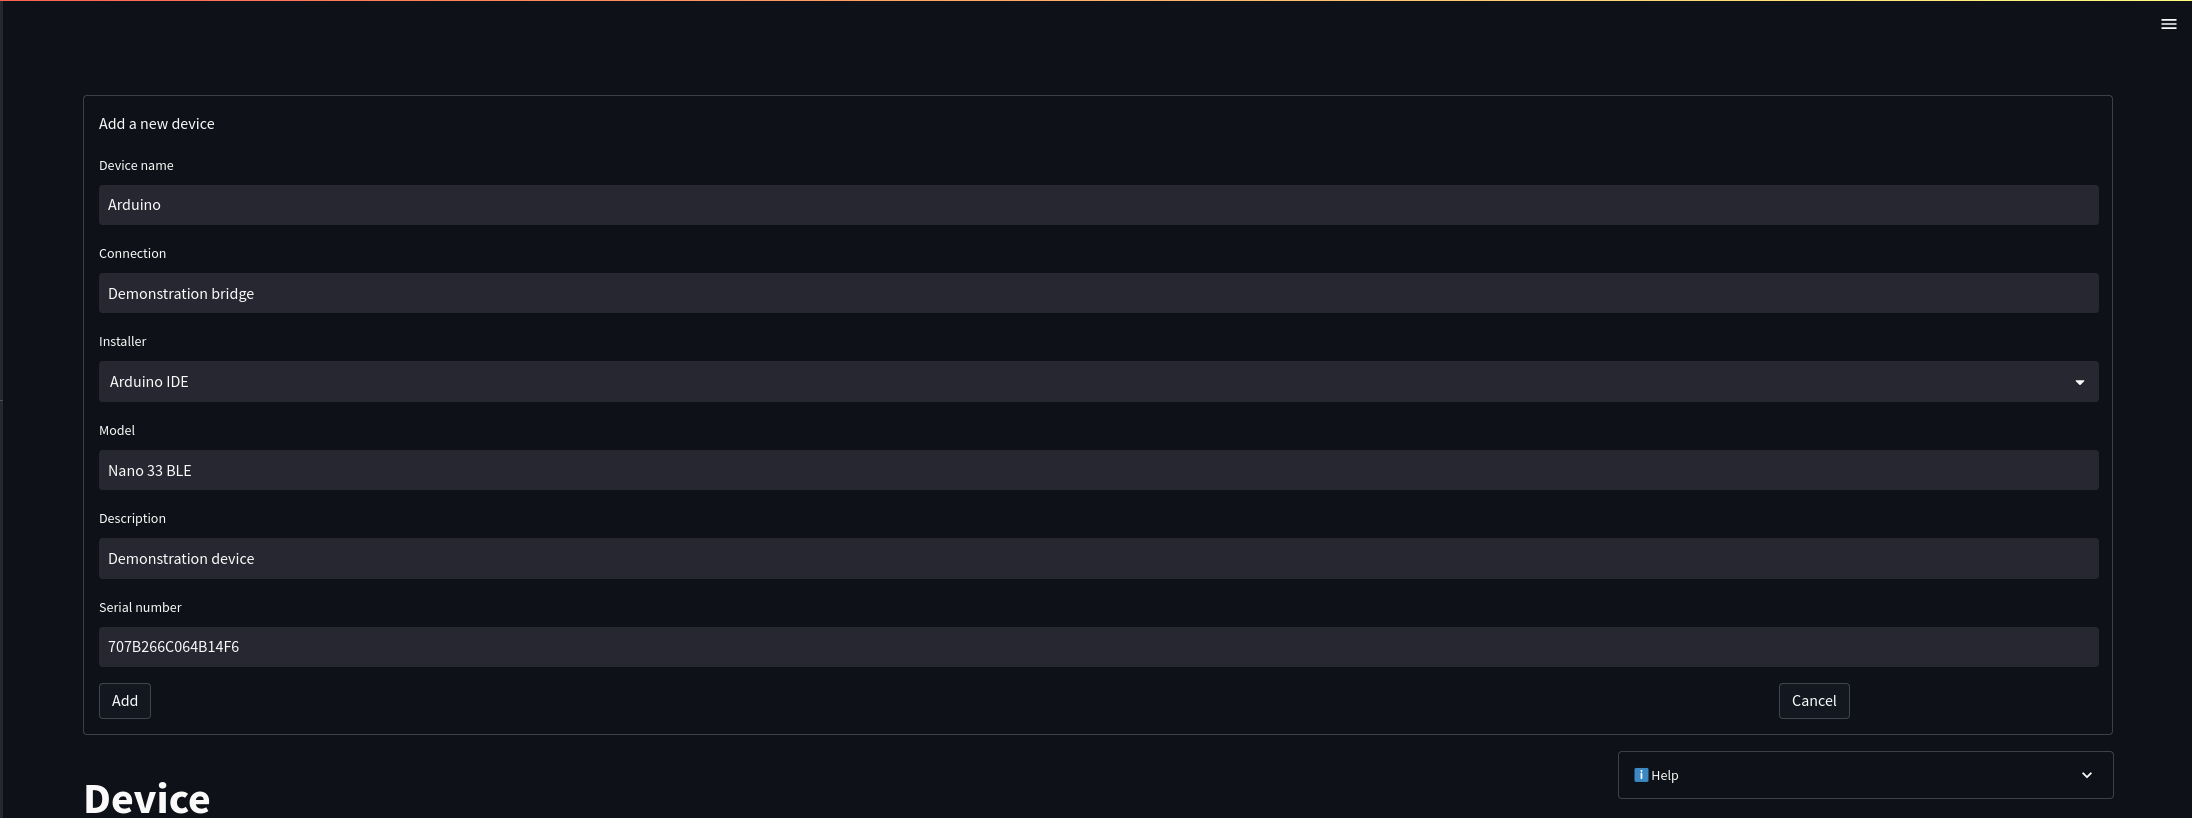 Add a new device
Device name
Arduino
Connection
Demonstration bridge
Installer
Arduino IDE
Model
Nano 33 BLE
Description
Demonstration device
Serial number
707B266C064B14F6
Add
Cancel
Help
Device